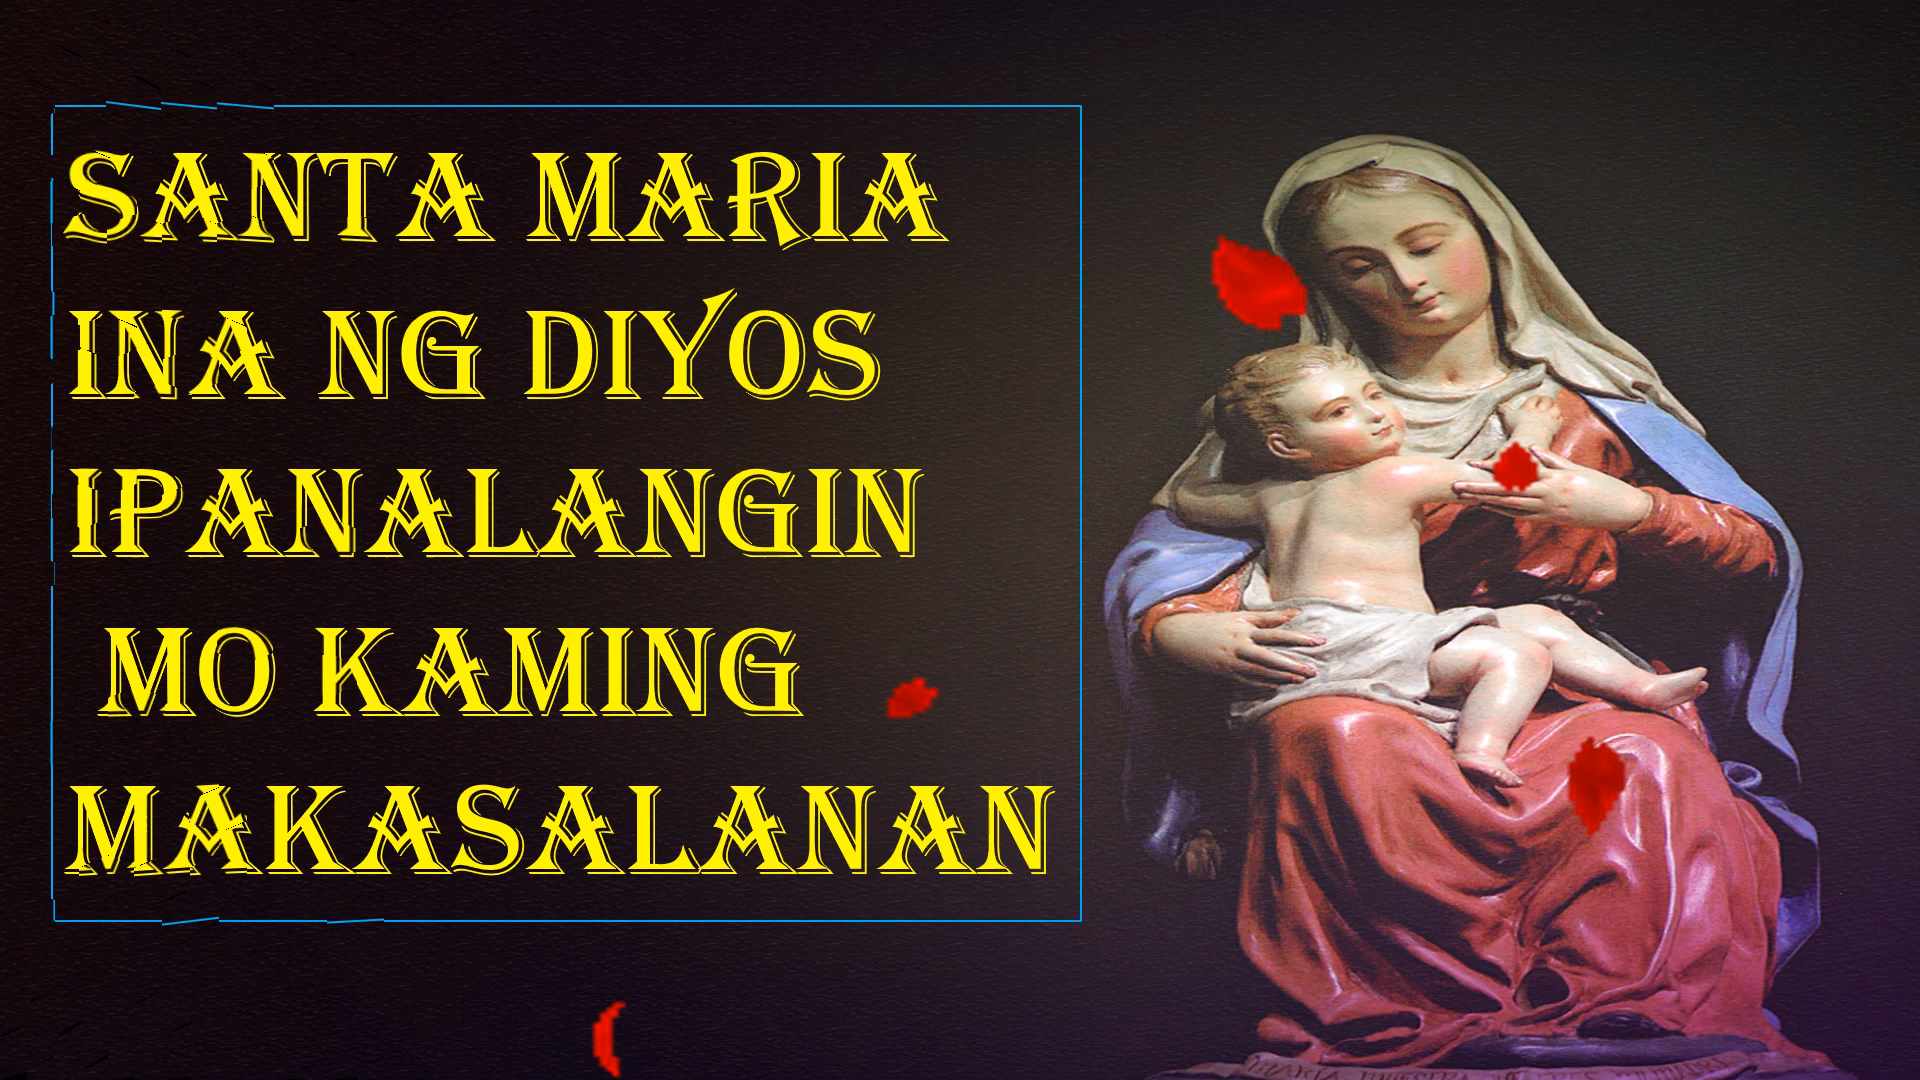 SANTA MARIA
INA NG DIYOS
IPANALANGIN
MO KAMING
MAKASALANAN